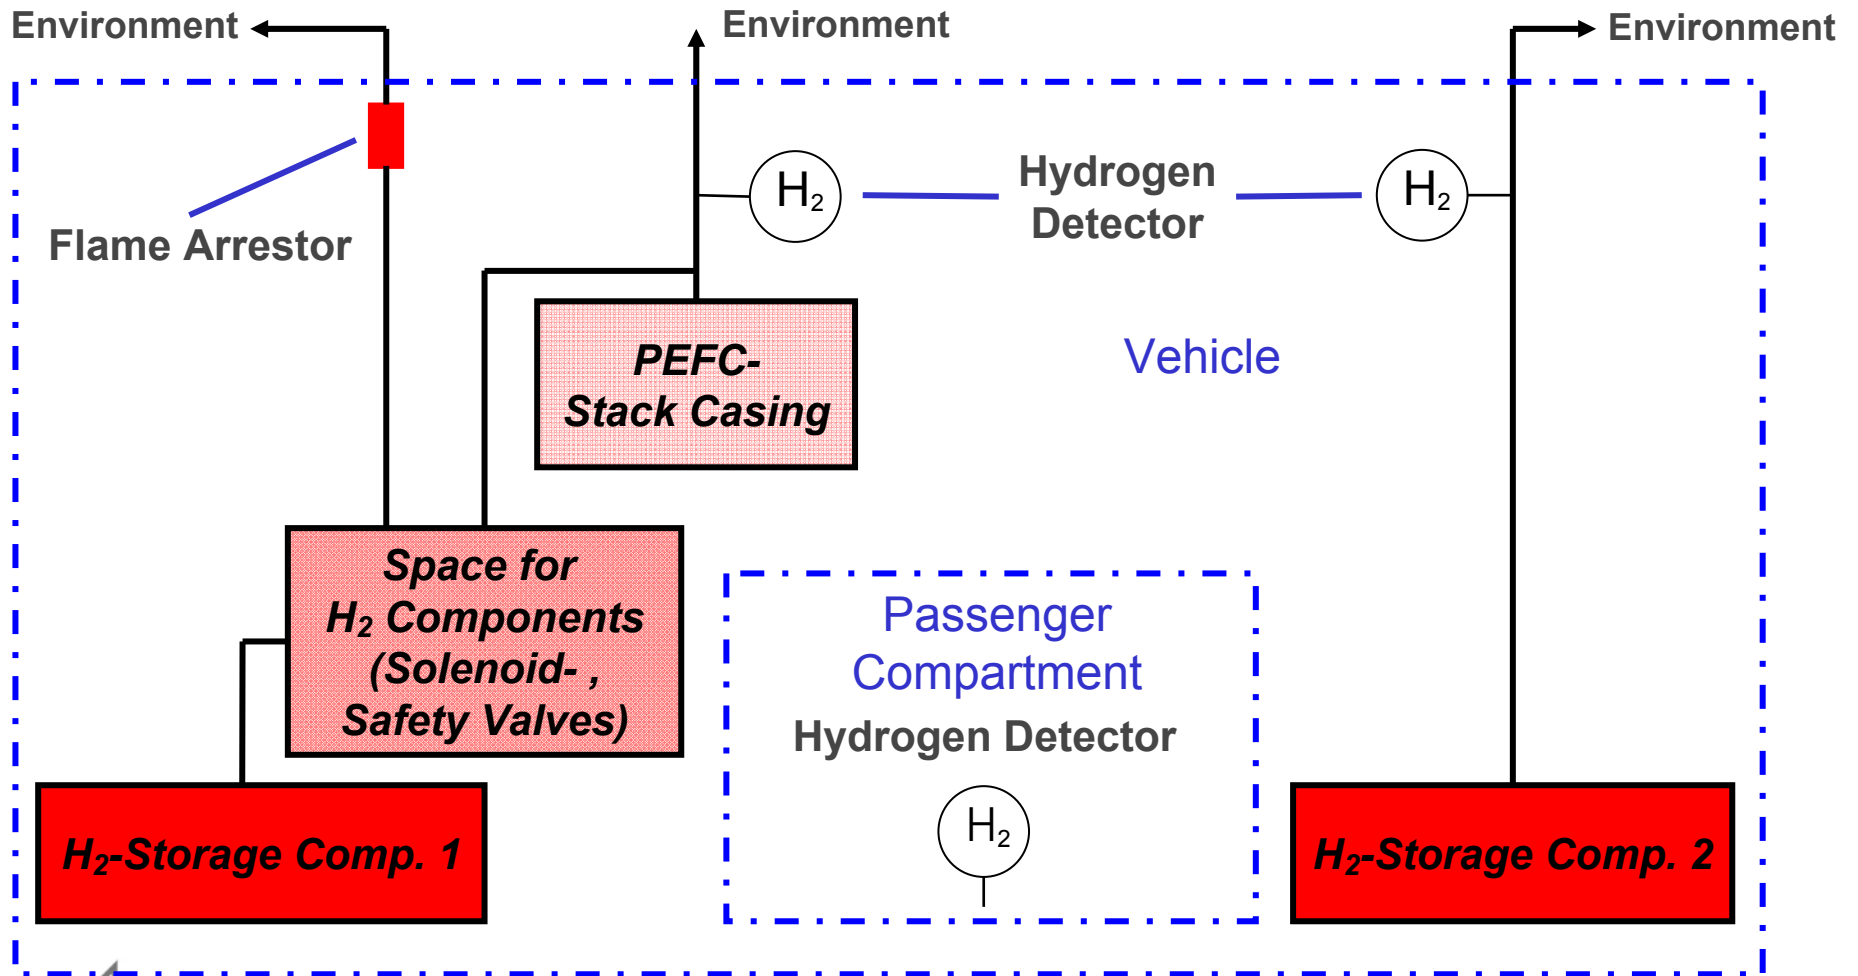 Environment
Environment
Environment
Hydrogen
Detector
H2
H2
Flame Arrestor
PEFC-
Stack Casing
Vehicle
Space for
H2 Components
(Solenoid- ,
Safety Valves)
Passenger
Compartment
Hydrogen Detector
H2
H2-Storage Comp. 1
H2-Storage Comp. 2